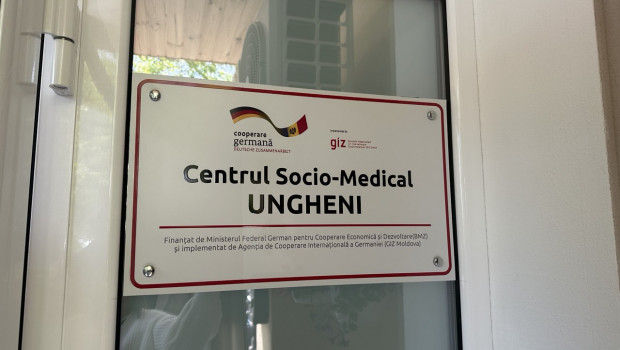 cooperare
germană
DEUTSCHE ZUSAMMENARBEIT
giz
Centrul Socio-Medical
UNGHENI
Finanțat de Ministerul Federal German pentru Cooperare Economică și Dezvoltare(BMZ)
și implementat de Agenția de Cooperare Internațională a Germaniei (GIZ Moldova)